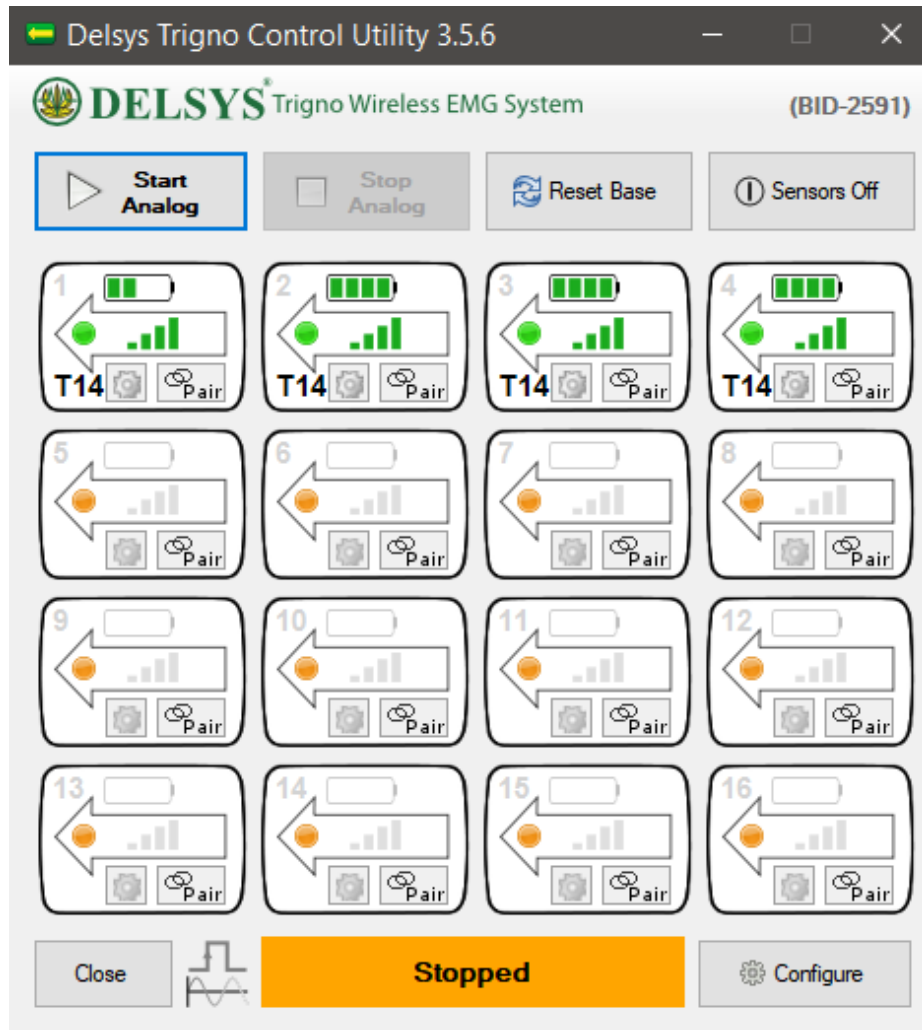 Delsys Trigno Control Utility 3.5.6
DELSYS® Trigno Wireless EMG System (BID-2591)
Start Analog
Stop Analog
Reset Base
Sensors Off
1
T14
Pair
2
T14
Pair
3
T14
Pair
4
T14
Pair
5
Pair
6
Pair
7
Pair
8
Pair
9
Pair
10
Pair
11
Pair
12
Pair
13
Pair
14
Pair
15
Pair
16
Pair
Close
Stopped
Configure